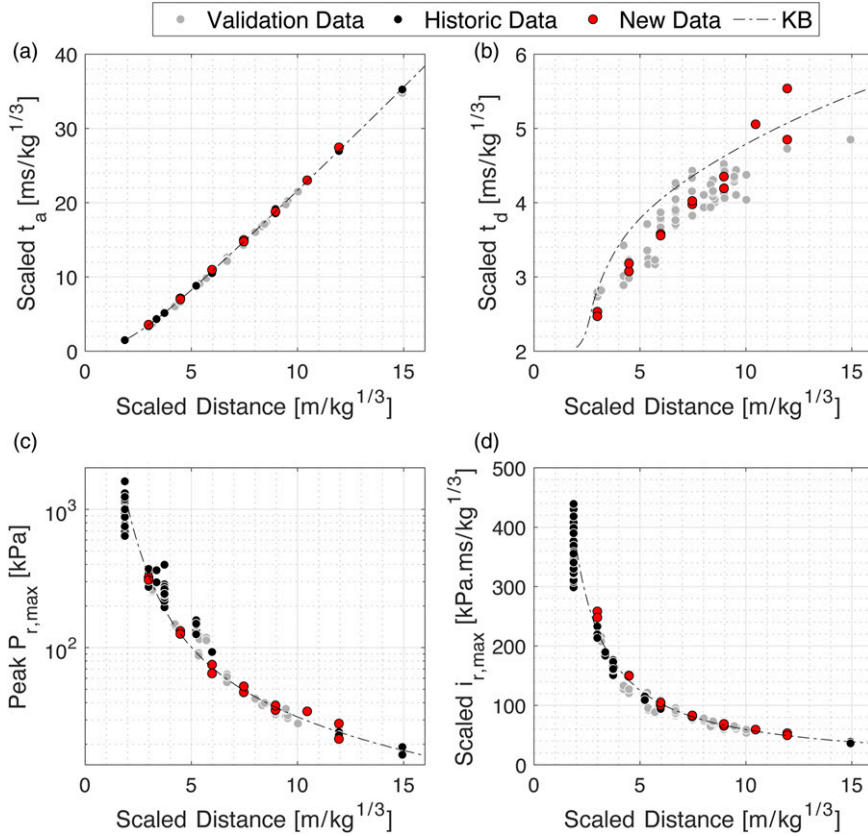 Validation Data Historic Data New Data KB
(a) (b)
40
30
20
10
0
0 5 10 15
Scaled t_a [ms/kg^{1/3}]
Scaled Distance [m/kg^{1/3}]
6
5
4
3
2
0 5 10 15
Scaled t_d [ms/kg^{1/3}]
Scaled Distance [m/kg^{1/3}]
(c) (d)
10^3
10^2
0 5 10 15
Peak P_{r,max} [kPa]
Scaled Distance [m/kg^{1/3}]
500
400
300
200
100
0
0 5 10 15
Scaled i_{r,max} [kPa.ms/kg^{1/3}]
Scaled Distance [m/kg^{1/3}]